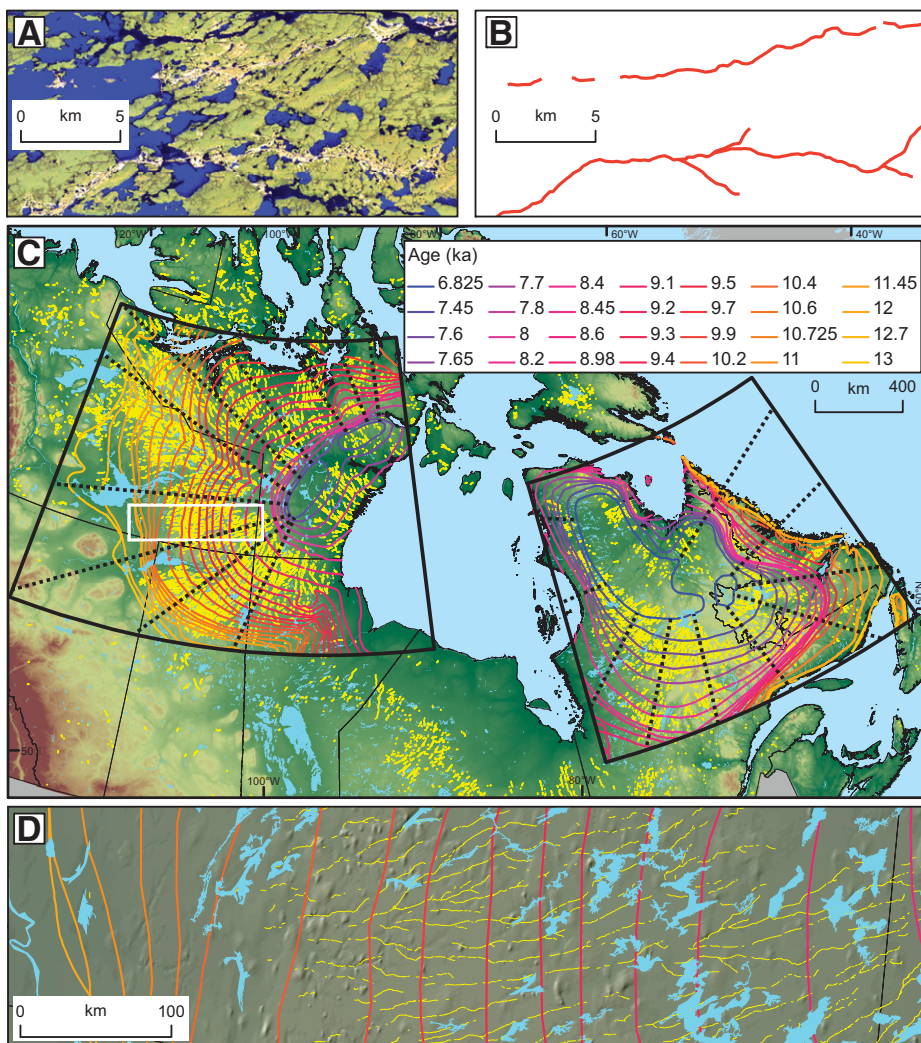 A
km
0 5
B
km
0 5
C
120°W 100°W 80°W 60°W 40°W
Age (ka)
6.825 7.7 8.4 9.1 9.5 10.4 11.45
7.45 7.8 8.45 9.2 9.7 10.6 12
7.6 8 8.6 9.3 9.9 10.725 12.7
7.65 8.2 8.98 9.4 10.2 11 13
0 km 400
50°N
50
100°W 80°W
D
km
0 100